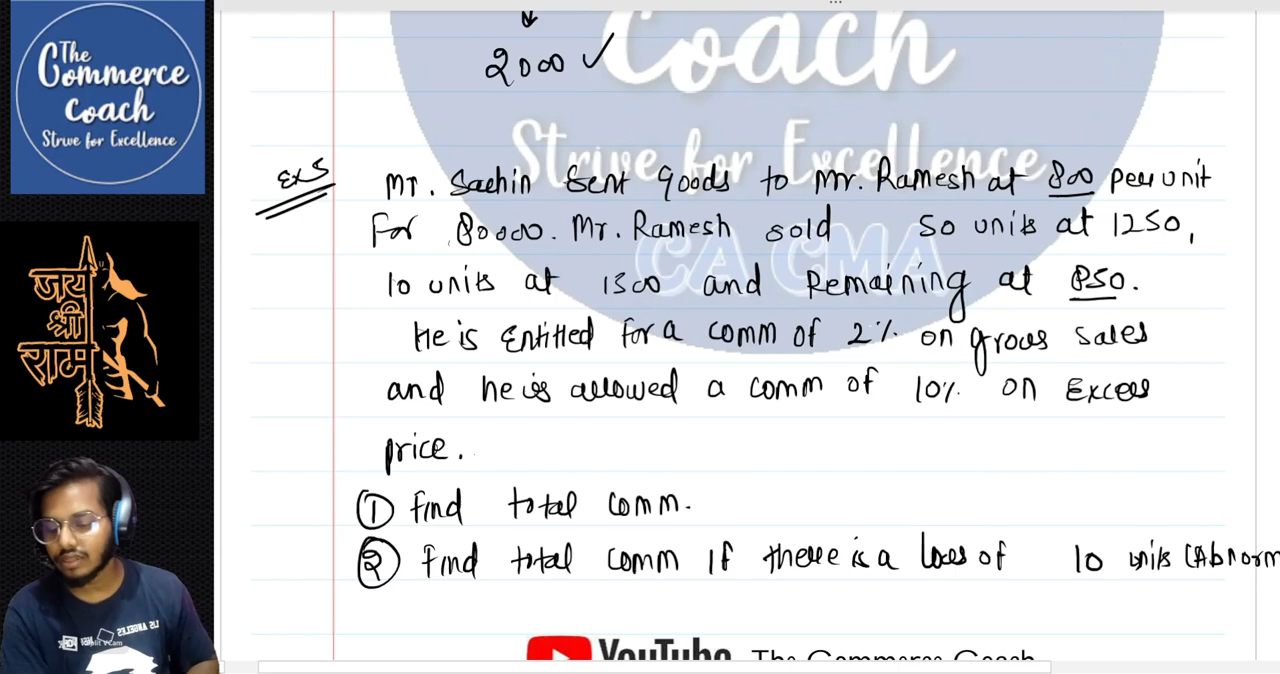 The
Commerce
Coach
Strive for Excellence
जय
श्री
राम
2000 ✓
Coach
Strive for Excellence
CA CMA
Ex 5
Mr. Sachin sent goods to Mr. Ramesh at 800 per unit
for 80000. Mr. Ramesh sold 50 units at 1250,
10 units at 1300 and Remaining at 850.
He is Entitled for a comm of 2% on gross sales
and he is allowed a comm of 10% on Excess
price.
① Find total comm.
② Find total comm If there is a loss of 10 units (Abnorm
LOS ANGELES
YouTube The Commerce Coach